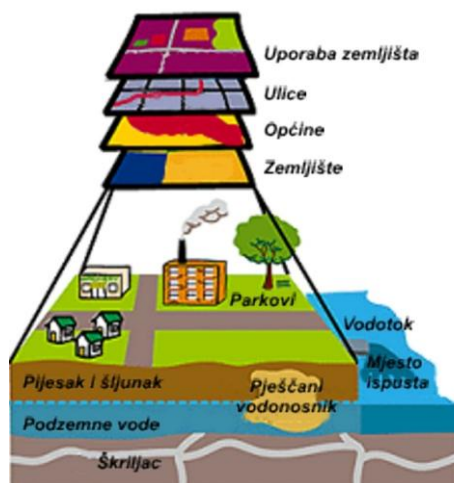 Uporaba zemljišta
Ulice
Općine
Zemljište
Parkovi
Vodotok
Mjesto
ispusta
Pijesak i šljunak
Pješčani
vodonosnik
Podzemne vode
Škriljac